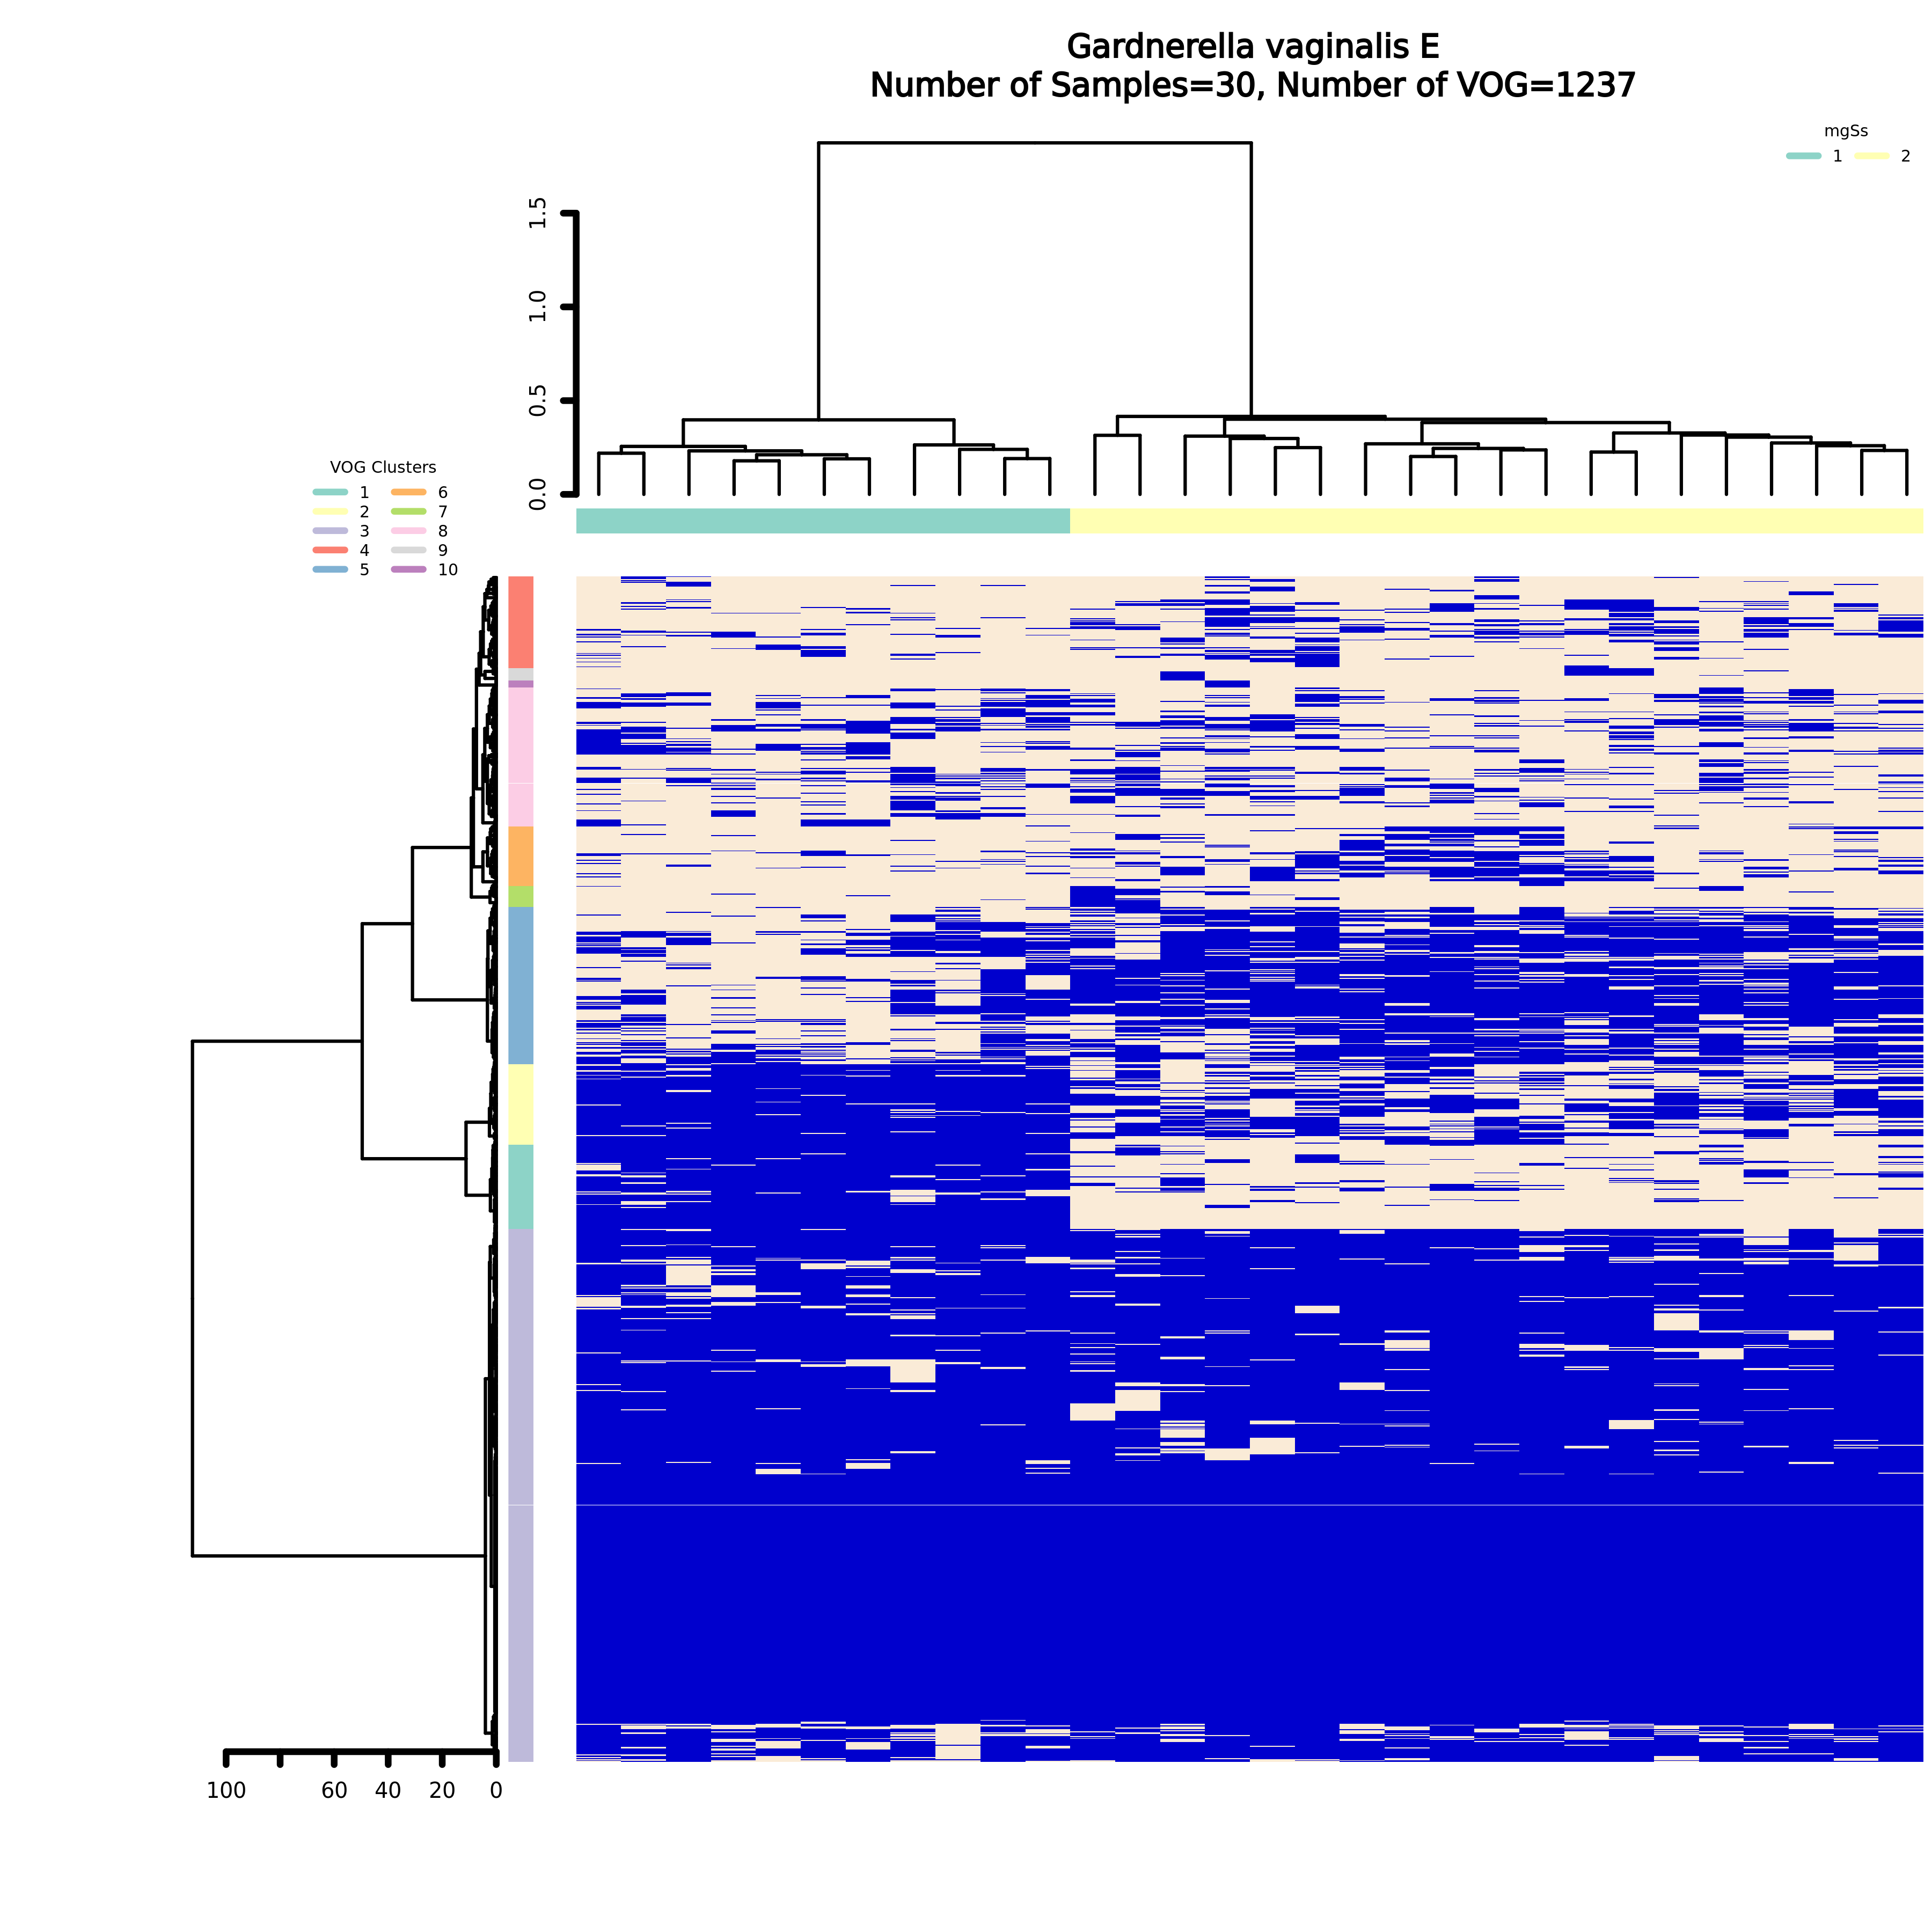 Gardnerella vaginalis E
Number of Samples=30, Number of VOG=1237
mgSs
1 2
1.5
1.0
0.5
0.0
VOG Clusters
1 6
2 7
3 8
4 9
5 10
100 60 40 20 0